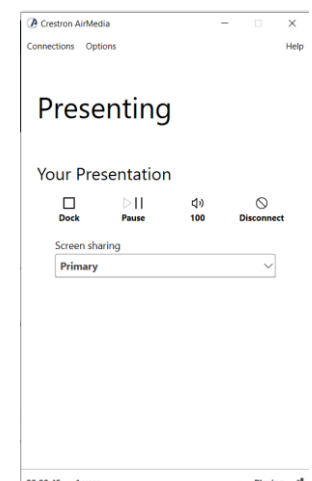 Crestron AirMedia
Connections Options Help
Presenting
Your Presentation
Dock Pause 100 Disconnect
Screen sharing
Primary